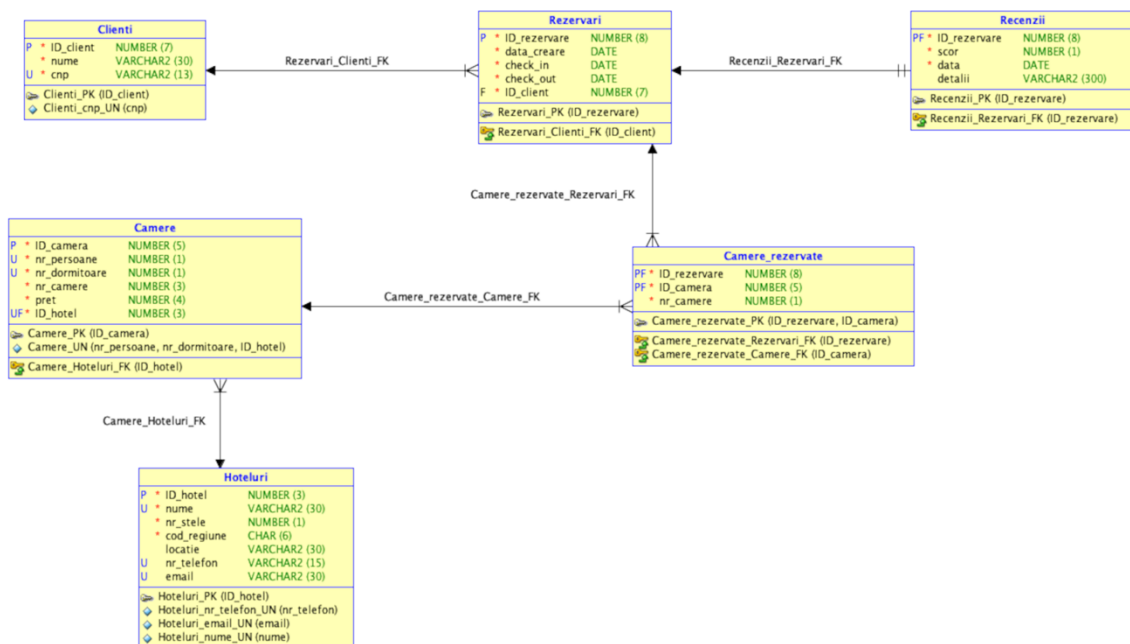 Clienti
P * ID_client NUMBER (7)
* nume VARCHAR2 (30)
U * cnp VARCHAR2 (13)
Clienti_PK (ID_client)
Clienti_cnp_UN (cnp)
Rezervari_Clienti_FK
Rezervari
P * ID_rezervare NUMBER (8)
* data_creare DATE
* check_in DATE
* check_out DATE
F * ID_client NUMBER (7)
Rezervari_PK (ID_rezervare)
Rezervari_Clienti_FK (ID_client)
Recenzii_Rezervari_FK
Recenzii
PF * ID_rezervare NUMBER (8)
* scor NUMBER (1)
* data DATE
detalii VARCHAR2 (300)
Recenzii_PK (ID_rezervare)
Recenzii_Rezervari_FK (ID_rezervare)
Camere_rezervate_Rezervari_FK
Camere
P * ID_camera NUMBER (5)
U * nr_persoane NUMBER (1)
U * nr_dormitoare NUMBER (1)
* nr_camere NUMBER (3)
* pret NUMBER (4)
UF * ID_hotel NUMBER (3)
Camere_PK (ID_camera)
Camere_UN (nr_persoane, nr_dormitoare, ID_hotel)
Camere_Hoteluri_FK (ID_hotel)
Camere_rezervate_Camere_FK
Camere_rezervate
PF * ID_rezervare NUMBER (8)
PF * ID_camera NUMBER (5)
* nr_camere NUMBER (1)
Camere_rezervate_PK (ID_rezervare, ID_camera)
Camere_rezervate_Rezervari_FK (ID_rezervare)
Camere_rezervate_Camere_FK (ID_camera)
Camere_Hoteluri_FK
Hoteluri
P * ID_hotel NUMBER (3)
U * nume VARCHAR2 (30)
* nr_stele NUMBER (1)
* cod_regiune CHAR (6)
locatie VARCHAR2 (30)
U nr_telefon VARCHAR2 (15)
U email VARCHAR2 (30)
Hoteluri_PK (ID_hotel)
Hoteluri_nr_telefon_UN (nr_telefon)
Hoteluri_email_UN (email)
Hoteluri_nume_UN (nume)